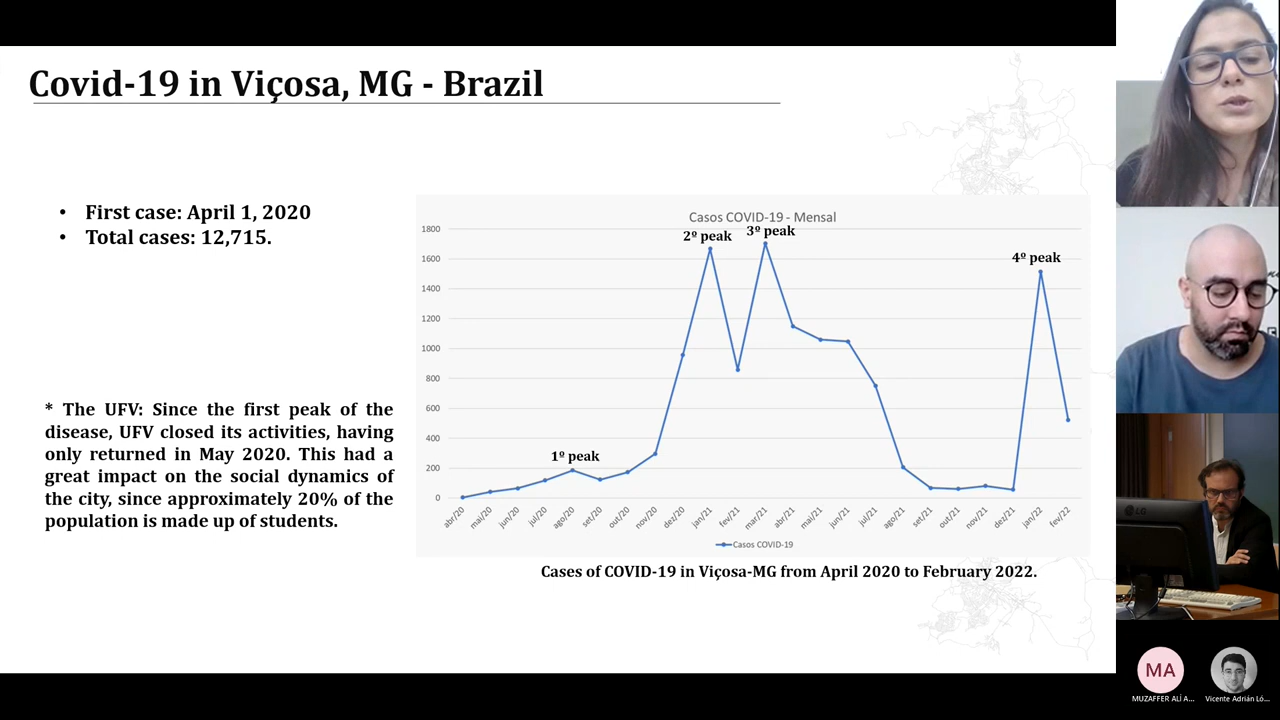 Covid-19 in Viçosa, MG - Brazil
• First case: April 1, 2020
• Total cases: 12,715.
* The UFV: Since the first peak of the
disease, UFV closed its activities, having
only returned in May 2020. This had a
great impact on the social dynamics of
the city, since approximately 20% of the
population is made up of students.
Casos COVID-19 - Mensal
1800
1600
1400
1200
1000
800
600
400
200
0
1º peak
2º peak
3º peak
4º peak
abr/20
mai/20
jun/20
jul/20
ago/20
set/20
out/20
nov/20
dez/20
jan/21
fev/21
mar/21
abr/21
mai/21
jun/21
jul/21
ago/21
set/21
out/21
nov/21
dez/21
jan/22
fev/22
Casos COVID-19
Cases of COVID-19 in Viçosa-MG from April 2020 to February 2022.
LG
MA
MUZAFFER ALİ A...
Vicente Adrián Ló...